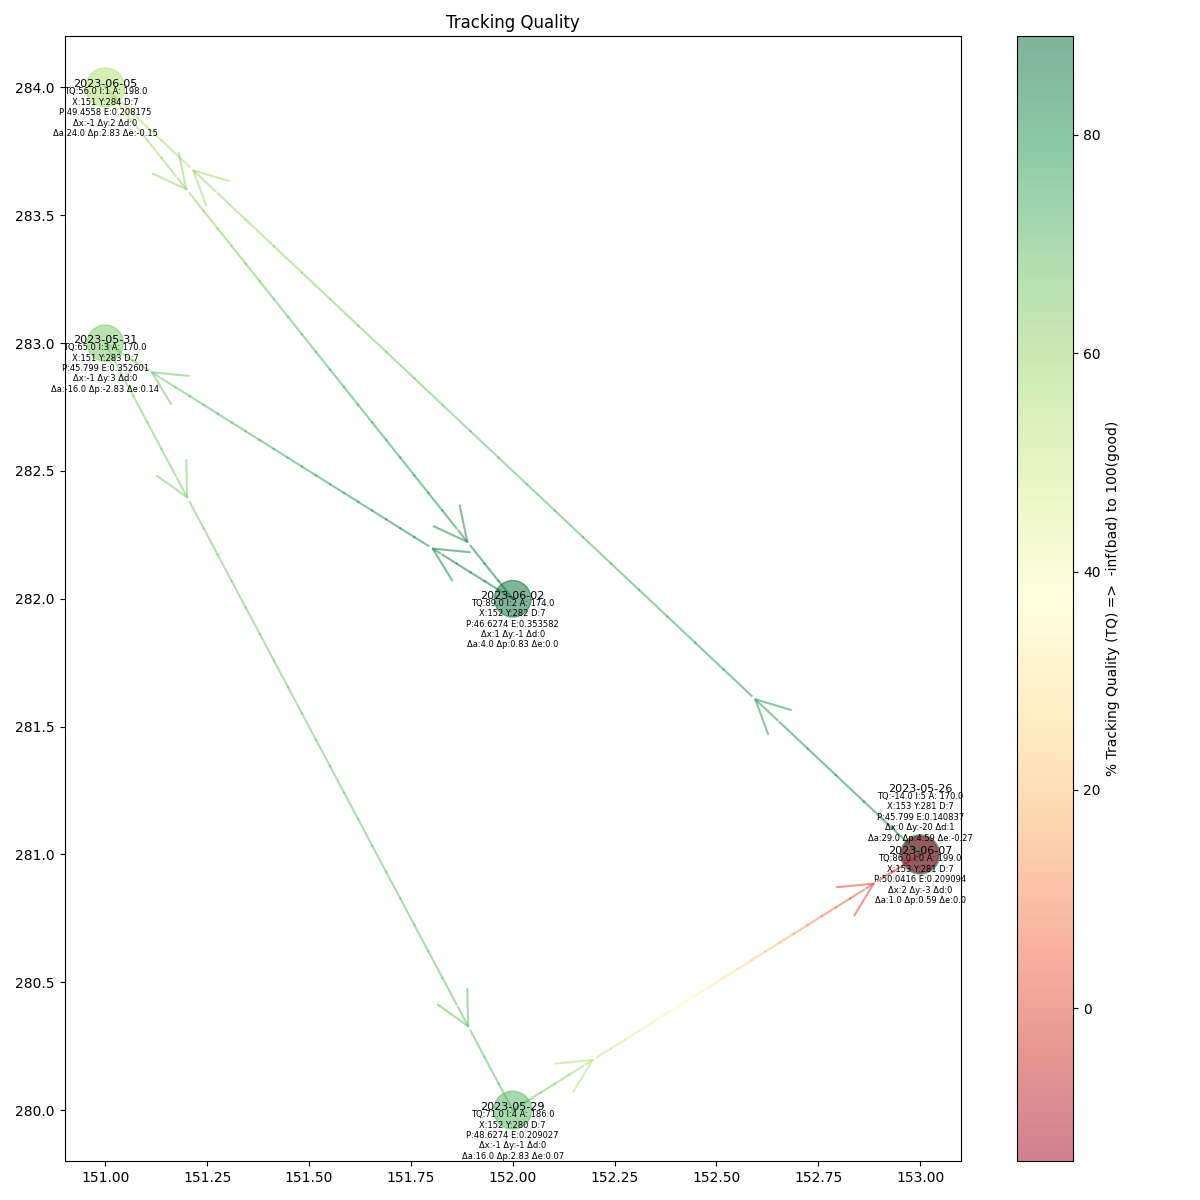 Tracking Quality
284.0
283.5
283.0
282.5
282.0
281.5
281.0
280.5
280.0
151.00
151.25
151.50
151.75
152.00
152.25
152.50
152.75
153.00
2023-06-05
TQ:56.0 I:1 A: 198.0
X:151 Y:284 D:7
P:49.4558 E:0.208175
Δx:-1 Δy:2 Δd:0
Δa:24.0 Δp:2.83 Δe:-0.15
2023-05-31
TQ:65.0 I:3 A: 170.0
X:151 Y:283 D:7
P:45.799 E:0.352601
Δx:-1 Δy:3 Δd:0
Δa:-16.0 Δp:-2.83 Δe:0.14
2023-06-02
TQ:89.0 I:2 A: 174.0
X:152 Y:282 D:7
P:46.6274 E:0.353582
Δx:1 Δy:-1 Δd:0
Δa:4.0 Δp:0.83 Δe:0.0
2023-05-26
TQ:-14.0 I:5 A: 170.0
X:153 Y:281 D:7
P:45.799 E:0.140837
Δx:0 Δy:-20 Δd:1
Δa:29.0 Δp:4.59 Δe:-0.27
2023-06-07
TQ:86.0 I:0 A: 199.0
X:153 Y:281 D:7
P:50.0416 E:0.209094
Δx:2 Δy:-3 Δd:0
Δa:1.0 Δp:0.59 Δe:0.0
2023-05-29
TQ:71.0 I:4 A: 186.0
X:152 Y:280 D:7
P:48.6274 E:0.209027
Δx:-1 Δy:-1 Δd:0
Δa:16.0 Δp:2.83 Δe:0.07
80
60
40
20
0
% Tracking Quality (TQ) => -inf(bad) to 100(good)